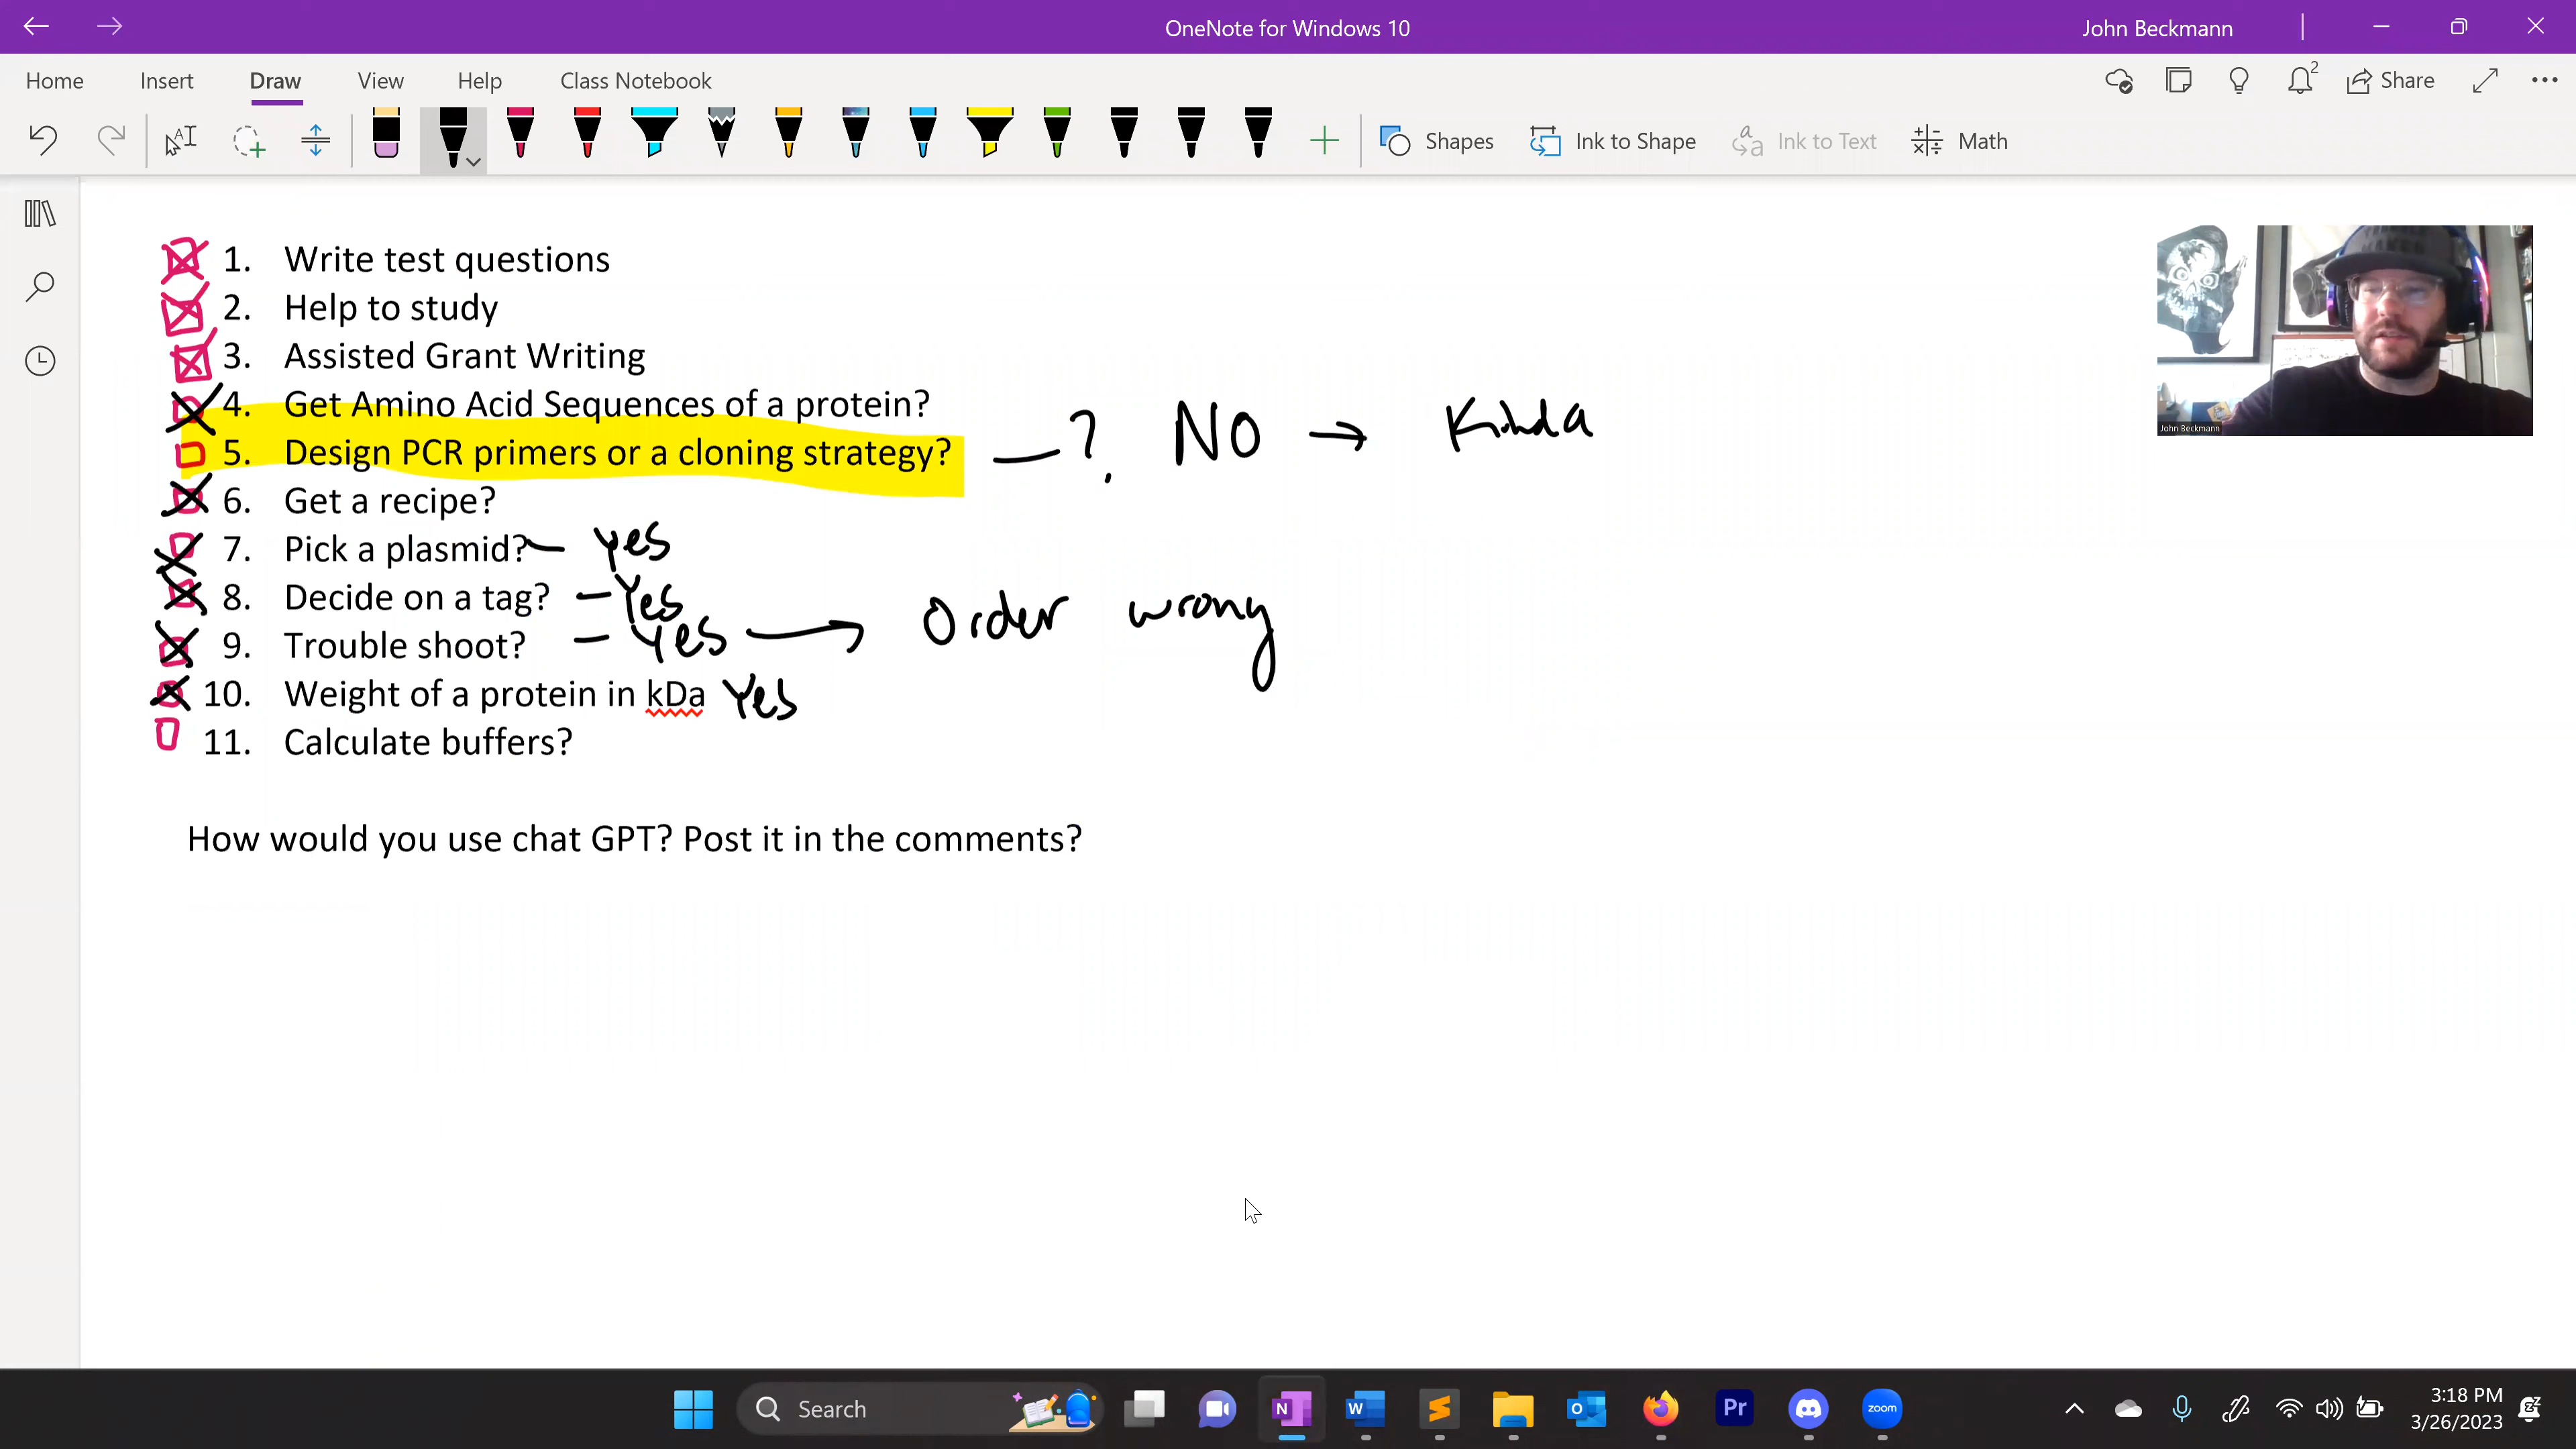 OneNote for Windows 10
John Beckmann
Home Insert Draw View Help Class Notebook
2 Share
Shapes Ink to Shape Ink to Text Math
1. Write test questions
2. Help to study
3. Assisted Grant Writing
4. Get Amino Acid Sequences of a protein?
5. Design PCR primers or a cloning strategy? —? NO → Kinda
6. Get a recipe?
7. Pick a plasmid? — yes
8. Decide on a tag? — Yes
9. Trouble shoot? — Yes → Order wrong
10. Weight of a protein in kDa Yes
11. Calculate buffers?
How would you use chat GPT? Post it in the comments?
John Beckmann
Search
N
W
O
Pr
zoom
3:18 PM
3/26/2023